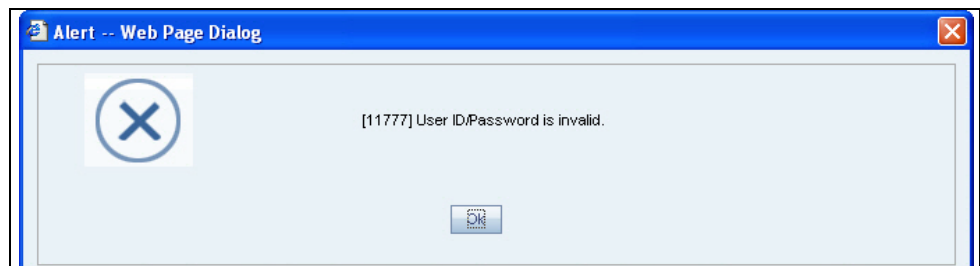 Alert -- Web Page Dialog
[11777] User ID/Password is invalid.
Ok